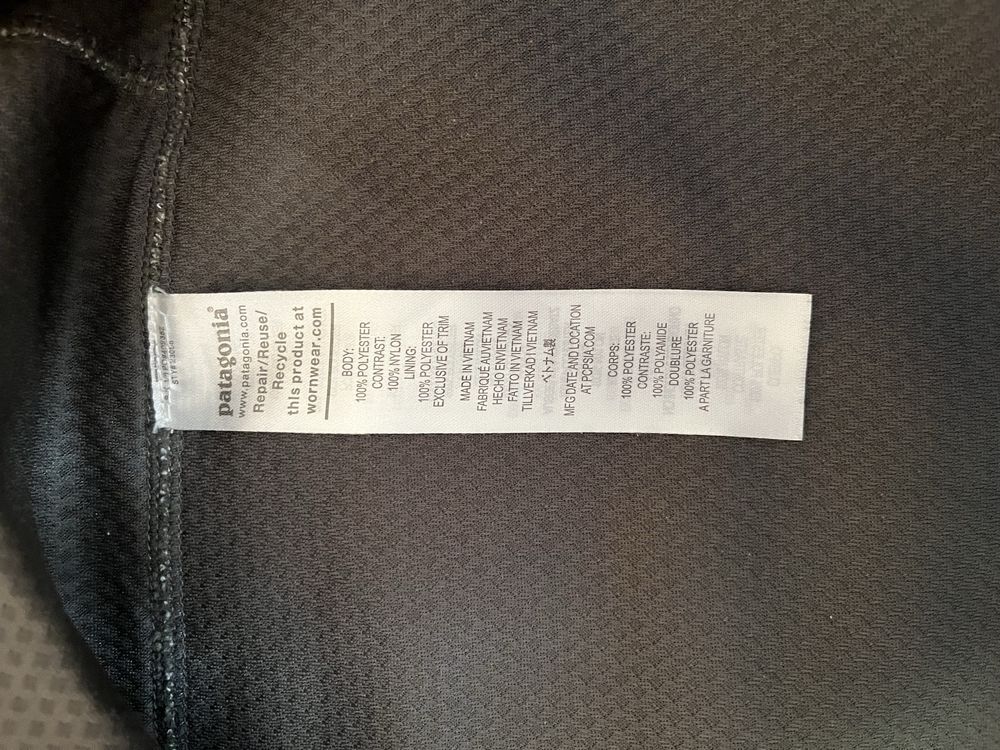 patagonia®
www.patagonia.com
Repair/Reuse/
Recycle
this product at
wornwear.com
BODY:
100% POLYESTER
CONTRAST:
100% NYLON
LINING:
100% POLYESTER
EXCLUSIVE OF TRIM
MADE IN VIETNAM
FABRIQUÉ AU VIETNAM
HECHO EN VIETNAM
FATTO IN VIETNAM
TILLVERKAD I VIETNAM
ベトナム製
MFG DATE AND LOCATION
AT PCPSIA.COM
CORPS:
100% POLYESTER
CONTRASTE:
100% POLYAMIDE
DOUBLURE
100% POLYESTER
A PART LA GARNITURE